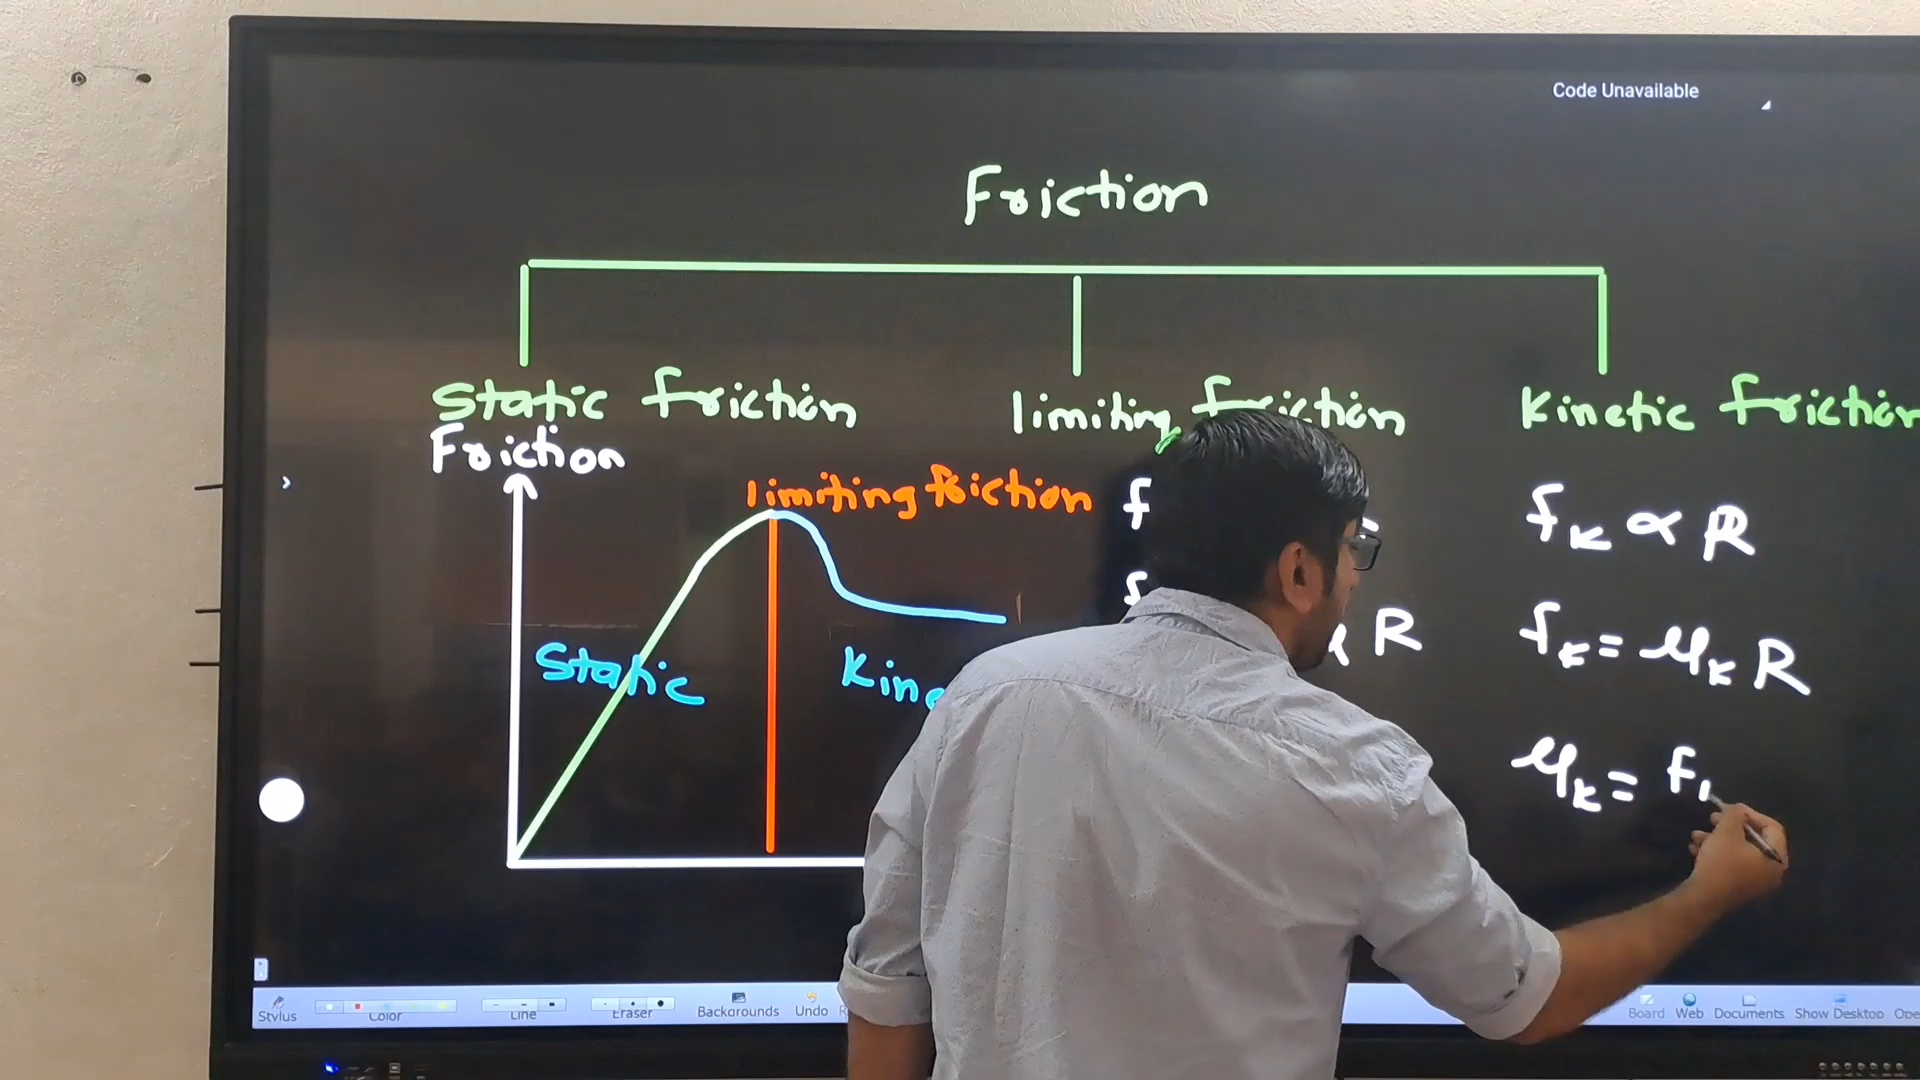 Code Unavailable
Friction
Static friction
limiting friction
Kinetic friction
Friction
limiting friction
Static
f
R
fK ∝ R
fK = μK R
μK = F
Stylus
Color
Line
Eraser
Backgrounds
Undo
Board
Web
Documents
Show Desktop